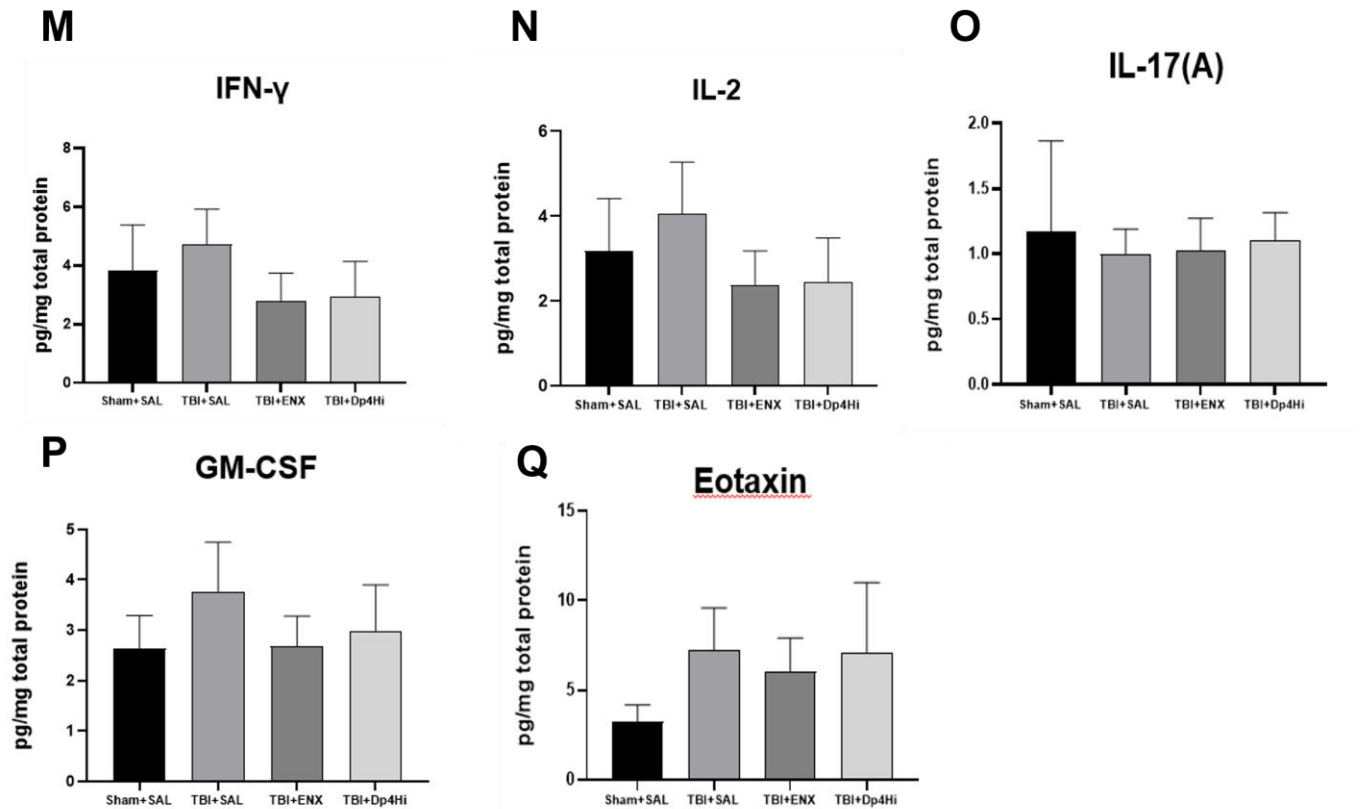 M
IFN-γ
pg/mg total protein
8
6
4
2
0
Sham+SAL TBI+SAL TBI+ENX TBI+Dp4Hi
N
IL-2
pg/mg total protein
6
4
2
0
Sham+SAL TBI+SAL TBI+ENX TBI+Dp4Hi
O
IL-17(A)
pg/mg total protein
2.0
1.5
1.0
0.5
0.0
Sham+SAL TBI+SAL TBI+ENX TBI+Dp4Hi
P
GM-CSF
pg/mg total protein
5
4
3
2
1
0
Sham+SAL TBI+SAL TBI+ENX TBI+Dp4Hi
Q
Eotaxin
pg/mg total protein
15
10
5
0
Sham+SAL TBI+SAL TBI+ENX TBI+Dp4Hi